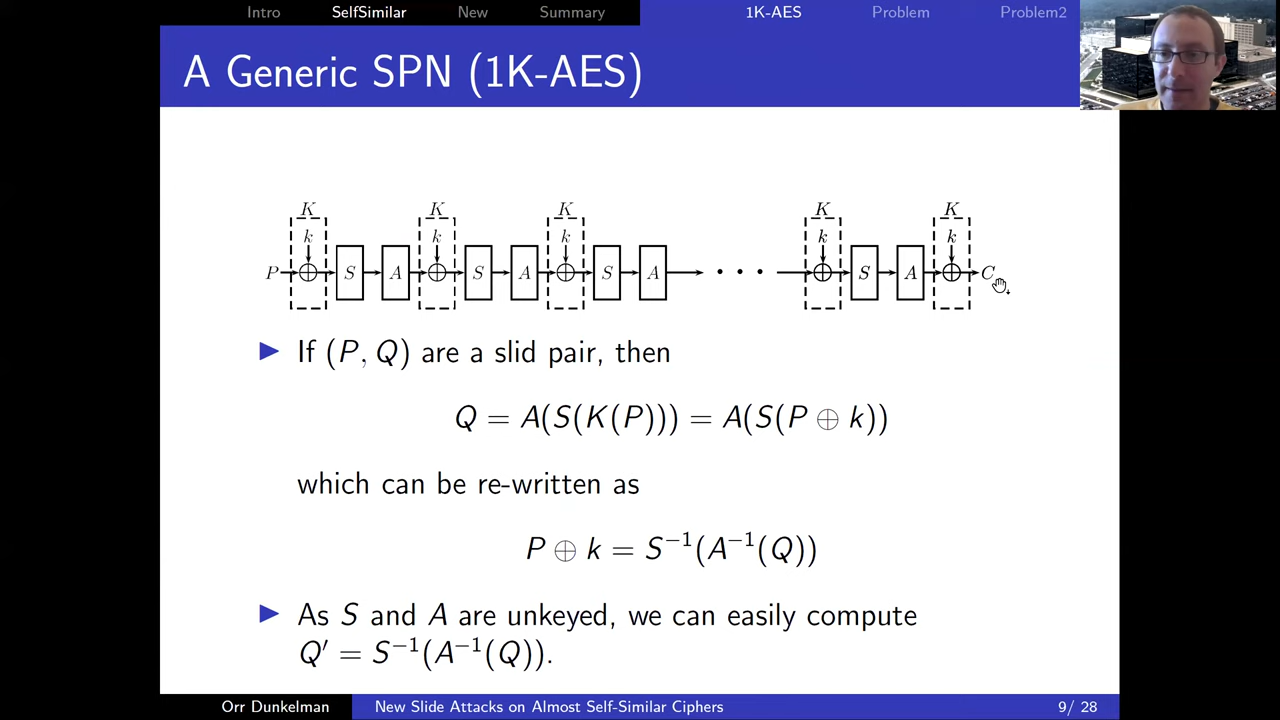 Intro SelfSimilar New Summary 1K-AES Problem Problem2
A Generic SPN (1K-AES)
K K K K K
k k k k k
P ⊕ S A ⊕ S A ⊕ S A · · · ⊕ S A ⊕ C
If (P, Q) are a slid pair, then
Q = A(S(K(P))) = A(S(P ⊕ k))
which can be re-written as
P ⊕ k = S⁻¹(A⁻¹(Q))
As S and A are unkeyed, we can easily compute
Q′ = S⁻¹(A⁻¹(Q)).
Orr Dunkelman New Slide Attacks on Almost Self-Similar Ciphers 9/ 28